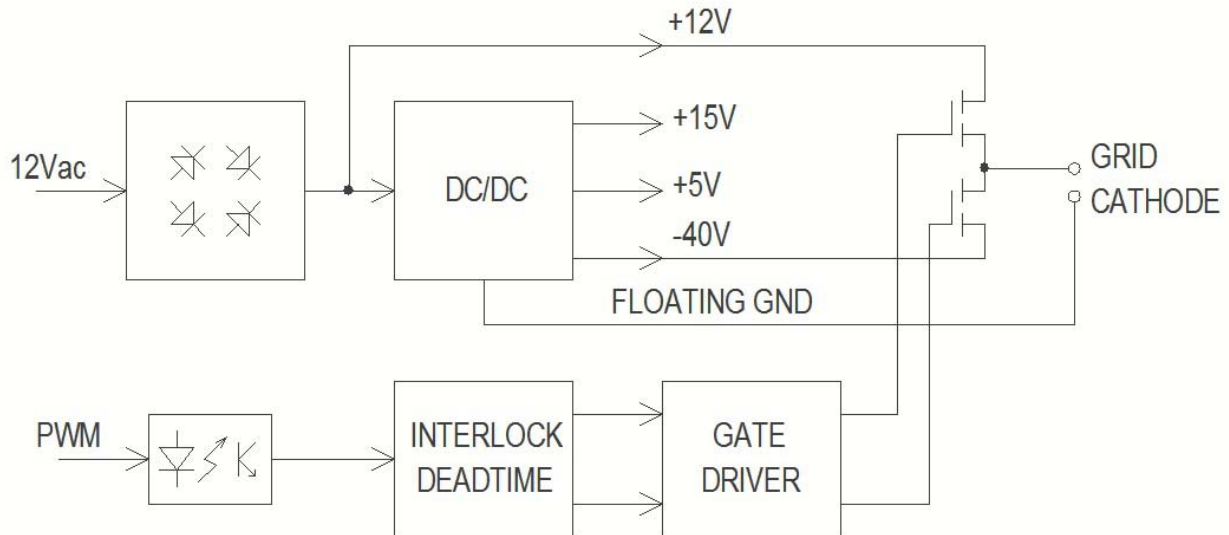 +12V
+15V
12Vac
DC/DC
+5V
-40V
GRID
CATHODE
FLOATING GND
PWM
INTERLOCK
DEADTIME
GATE
DRIVER